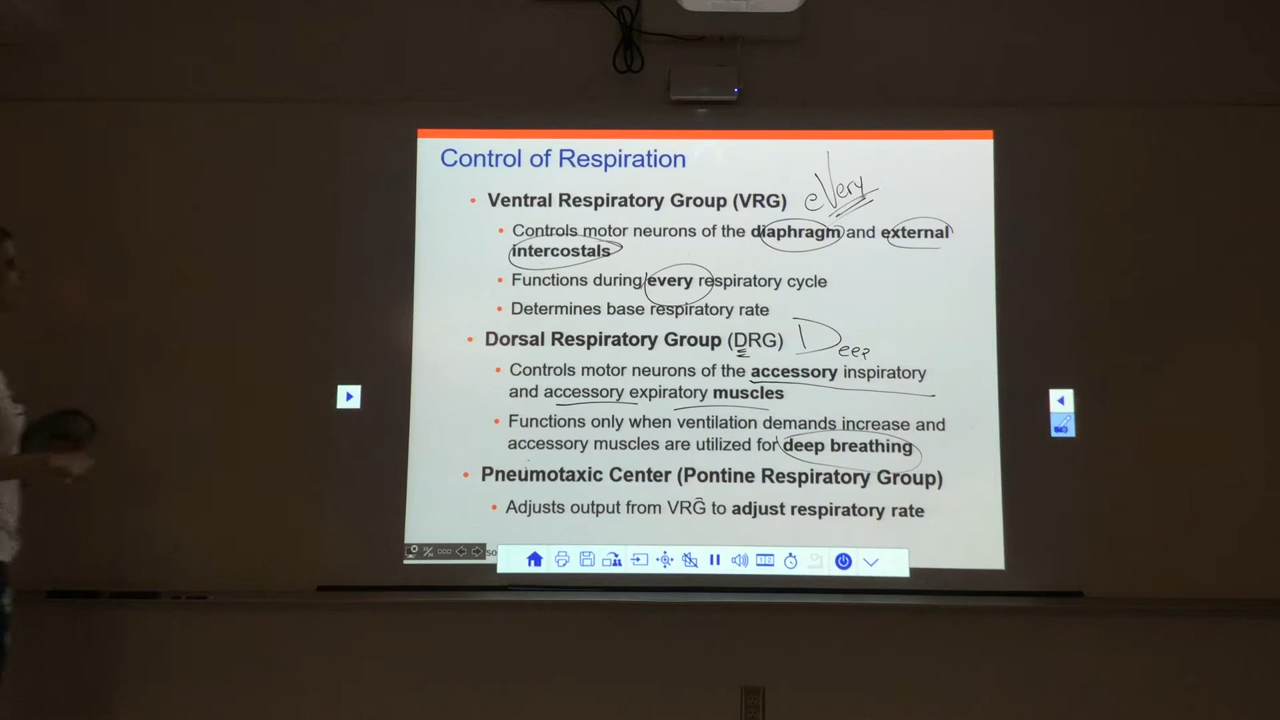 Control of Respiration
• Ventral Respiratory Group (VRG) eVery
• Controls motor neurons of the diaphragm and external
intercostals
• Functions during every respiratory cycle
• Determines base respiratory rate
• Dorsal Respiratory Group (DRG) Deep
• Controls motor neurons of the accessory inspiratory
and accessory expiratory muscles
• Functions only when ventilation demands increase and
accessory muscles are utilized for deep breathing
• Pneumotaxic Center (Pontine Respiratory Group)
• Adjusts output from VRG to adjust respiratory rate